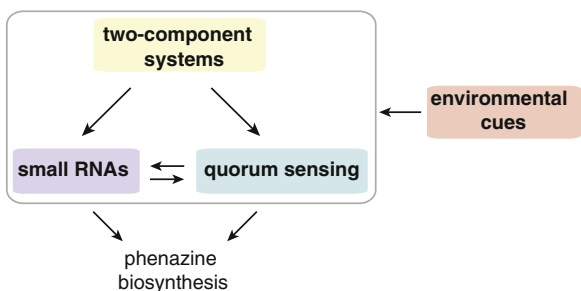 two-component
systems
environmental
cues
small RNAs
quorum sensing
phenazine
biosynthesis